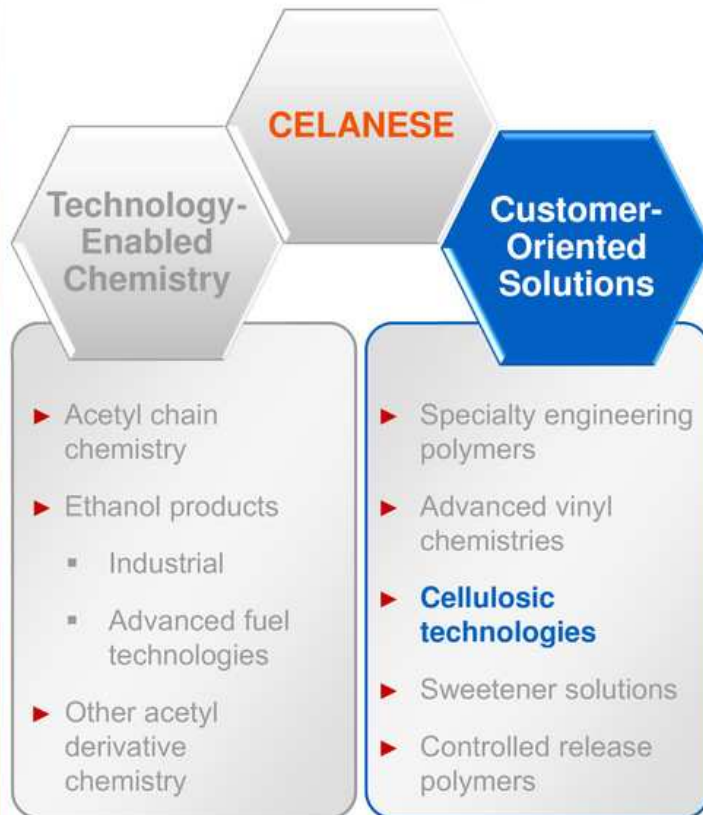 CELANESE
Technology-
Enabled
Chemistry
Customer-
Oriented
Solutions
► Acetyl chain
chemistry
► Ethanol products
▪ Industrial
▪ Advanced fuel
technologies
► Other acetyl
derivative
chemistry
► Specialty engineering
polymers
► Advanced vinyl
chemistries
► Cellulosic
technologies
► Sweetener solutions
► Controlled release
polymers